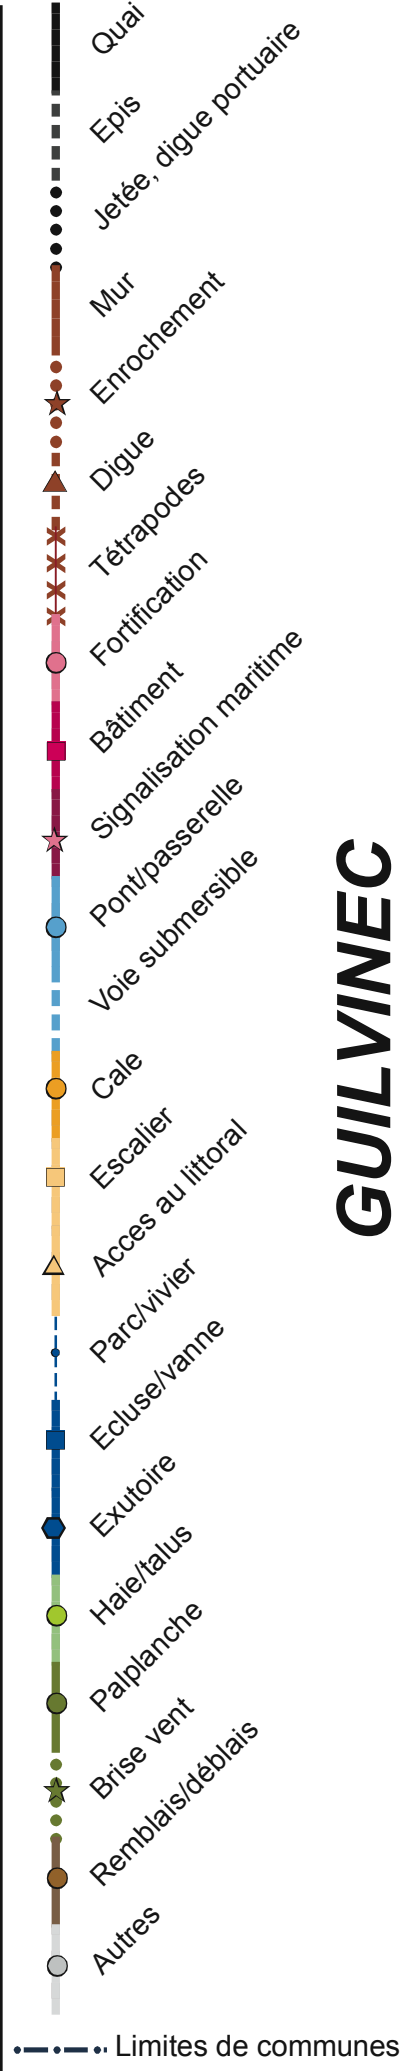 Quai
Epis
Jetée, digue portuaire
Mur
Enrochement
Digue
Tétrapodes
Fortification
Bâtiment
Signalisation maritime
Pont/passerelle
Voie submersible
Cale
Escalier
Acces au littoral
Parc/vivier
Ecluse/vanne
Exutoire
Haie/talus
Palplanche
Brise vent
Remblais/déblais
Autres
Limites de communes
GUILVINEC